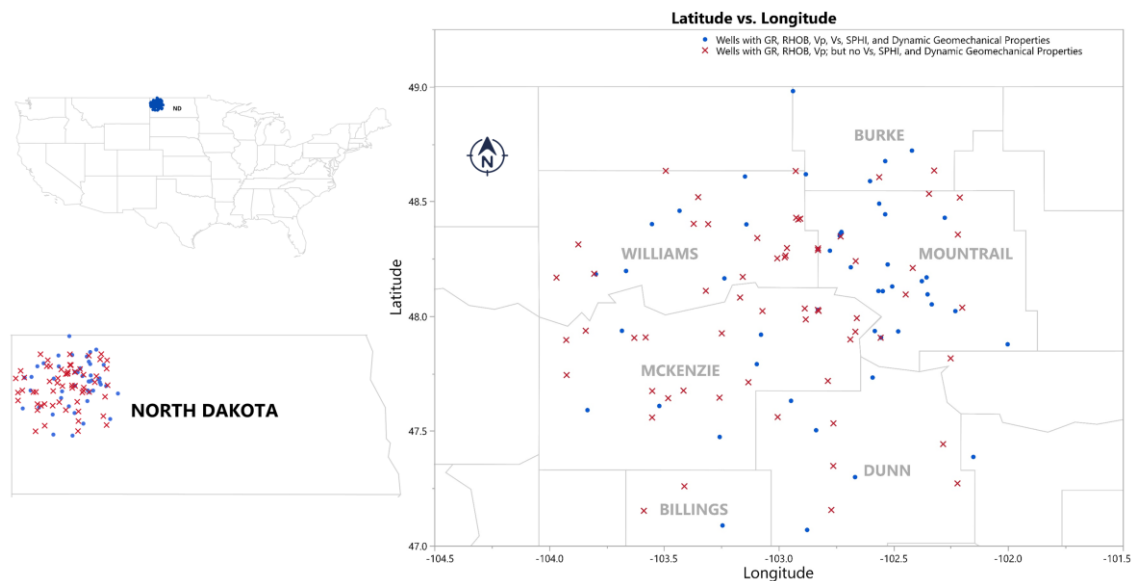 Latitude vs. Longitude
Wells with GR, RHOB, Vp, Vs, SPHI, and Dynamic Geomechanical Properties
Wells with GR, RHOB, Vp; but no Vs, SPHI, and Dynamic Geomechanical Properties
ND
N
NORTH DAKOTA
Latitude
49.0
48.5
48.0
47.5
47.0
BURKE
WILLIAMS
MOUNTRAIL
MCKENZIE
DUNN
BILLINGS
-104.5
-104.0
-103.5
-103.0
-102.5
-102.0
-101.5
Longitude